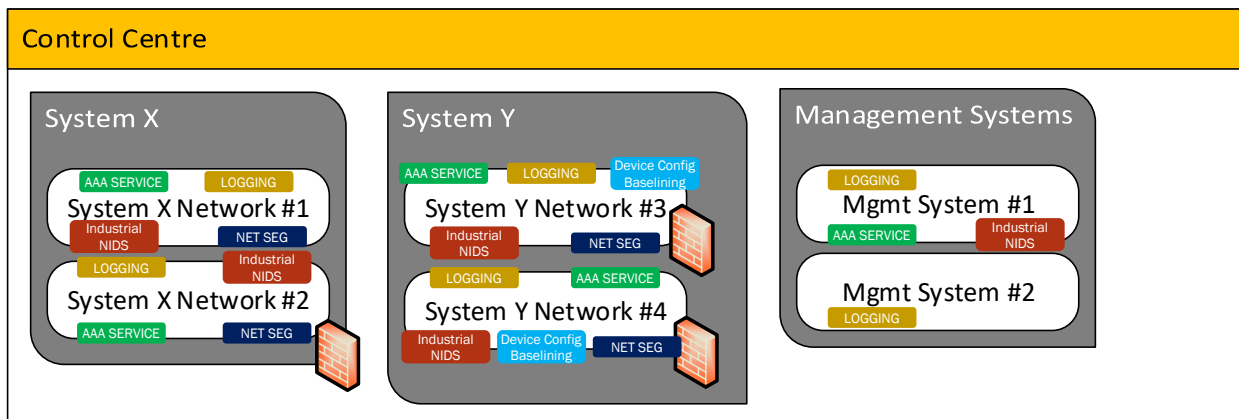 Control Centre
System X
AAA SERVICE
LOGGING
System X Network #1
Industrial
NIDS
NET SEG
LOGGING
Industrial
NIDS
System X Network #2
AAA SERVICE
NET SEG
System Y
AAA SERVICE
LOGGING
Device Config
Baselining
System Y Network #3
Industrial
NIDS
NET SEG
LOGGING
AAA SERVICE
System Y Network #4
Industrial
NIDS
Device Config
Baselining
NET SEG
Management Systems
LOGGING
Mgmt System #1
AAA SERVICE
Industrial
NIDS
Mgmt System #2
LOGGING